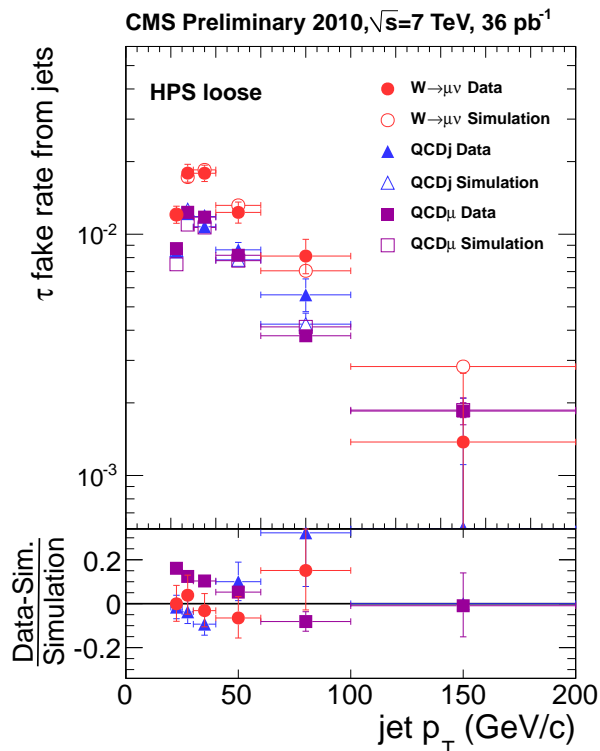 CMS Preliminary 2010,√s=7 TeV, 36 pb⁻¹
HPS loose
W→μν Data
W→μν Simulation
QCDj Data
QCDj Simulation
QCDμ Data
QCDμ Simulation
τ fake rate from jets
10⁻²
10⁻³
Data-Sim.
Simulation
0.2
0
-0.2
0 50 100 150 200
jet p_T (GeV/c)